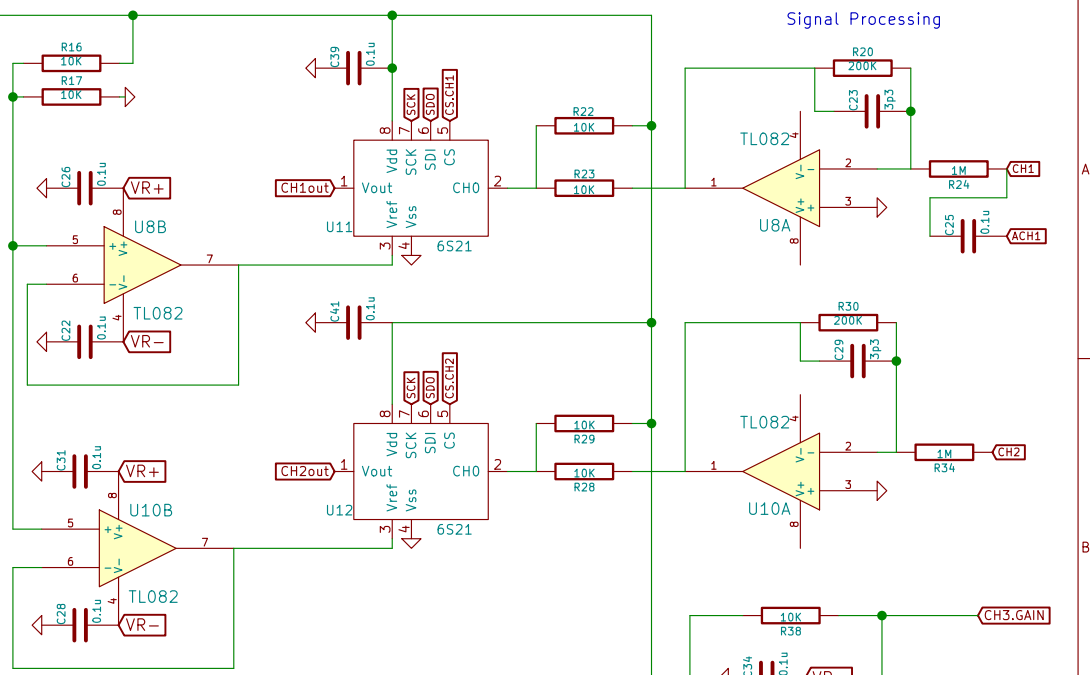 Signal Processing
R16
10K
R17
10K
C39
0.1u
SCK
SDO
CS.CH1
8
7
6
5
Vdd
SCK
SDI
CS
CH1out
1
Vout
CH0
2
Vref
Vss
U11
3
4
6S21
R22
10K
R23
10K
R20
200K
C23
3p3
TL082
4
V-
-
2
1
V+
+
3
U8A
8
1M
R24
CH1
C25
0.1u
ACH1
A
C26
0.1u
VR+
8
U8B
5
+
V+
7
6
-
V-
4
TL082
C22
0.1u
VR-
C41
0.1u
SCK
SDO
CS.CH2
8
7
6
5
Vdd
SCK
SDI
CS
CH2out
1
Vout
CH0
2
Vref
Vss
U12
3
4
6S21
10K
R29
10K
R28
R30
200K
C29
3p3
TL082
4
V-
-
2
1
V+
+
3
U10A
8
1M
R34
CH2
B
C31
0.1u
VR+
8
U10B
5
+
V+
7
6
-
V-
4
TL082
C28
0.1u
VR-
10K
R38
CH3.GAIN
C34
0.1u
VR-